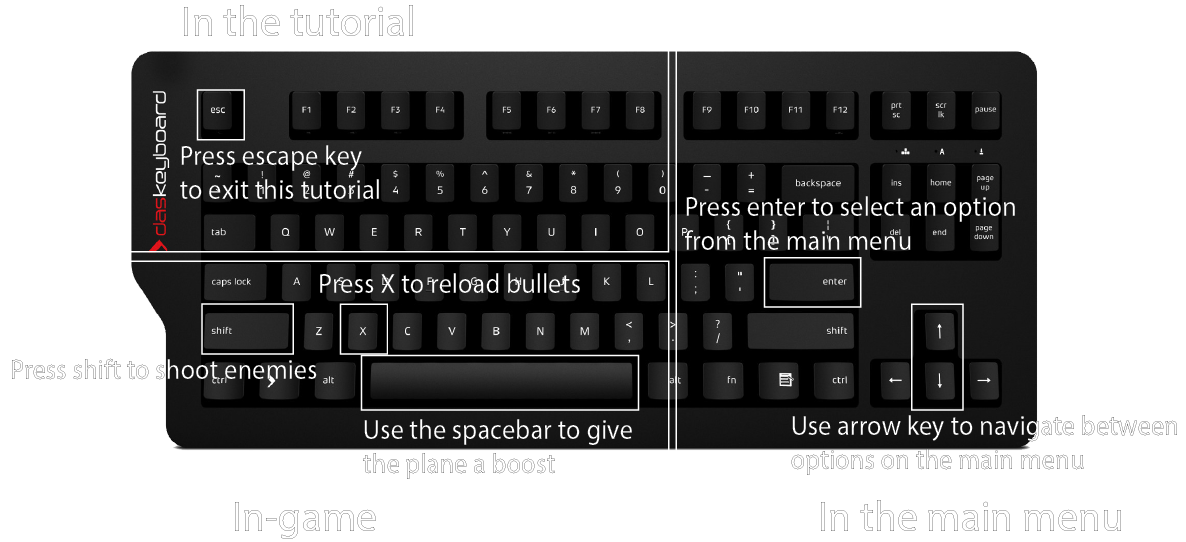 In the tutorial
daskeyboard
esc F1 F2 F3 F4 F5 F6 F7 F8 F9 F10 F11 F12 prt sc scr lk pause
Press escape key
to exit this tutorial
~ ! @ # $ 4 % 5 ^ 6 & 7 * 8 ( 9 ) 0 — - + = backspace ins home page up
Press enter to select an option
from the main menu
tab Q W E R T Y U I O P { } | del end page down
caps lock A S D F G H J K L : ; " ' enter
Press X to reload bullets
shift Z X C V B N M < , > . ? / shift ↑
Press shift to shoot enemies
ctrl alt alt fn ctrl ← ↓ →
Use the spacebar to give
the plane a boost
Use arrow key to navigate between
options on the main menu
In-game
In the main menu